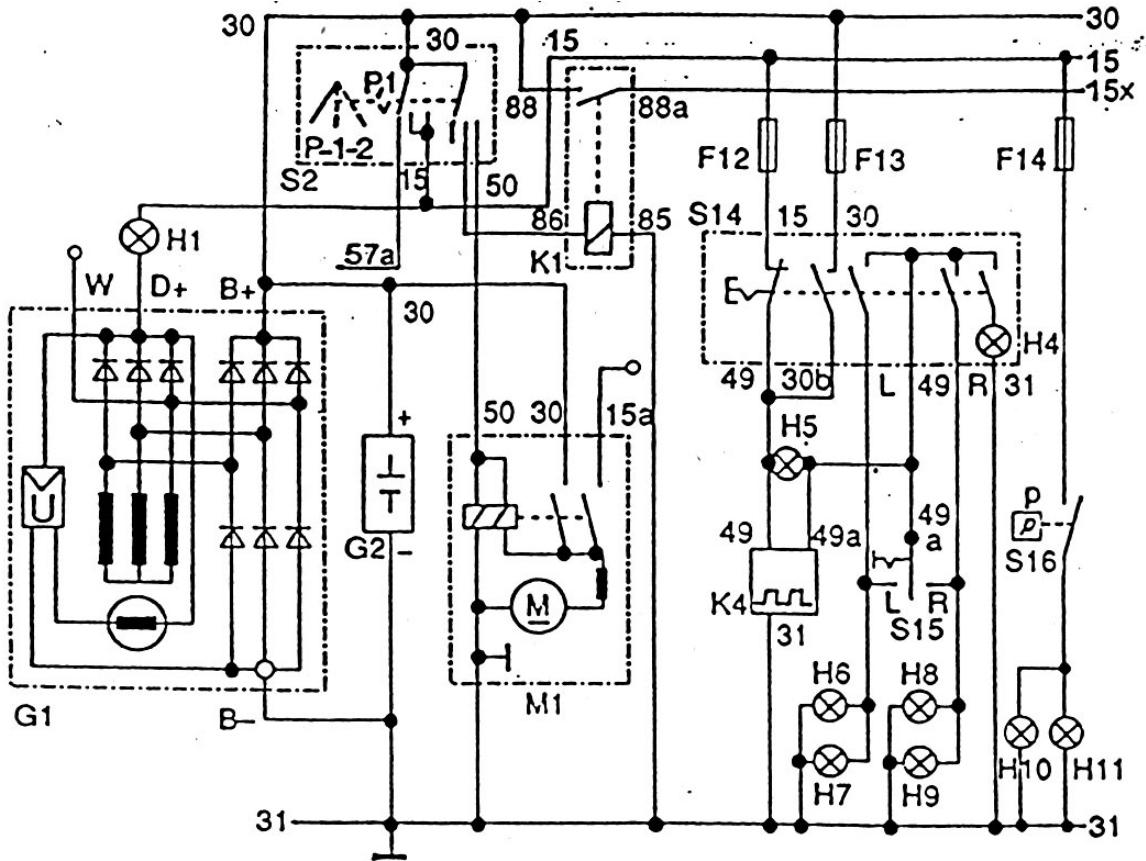 30 30
30 15
P,1 15
88 88a 15x
P-1-2
F12 F13 F14
S2 15 50
S14 15 30
86 85
H1 K1
57a
E
W D+ B+
30
H4
49 30b L 49 R 31
50 30 15a
H5
+
U
p
p
49 49a 49
a
G2 S16
–
K4
L R
M
31 S15
H6 H8
G1 B– M1
H10 H11
H7 H9
31 31